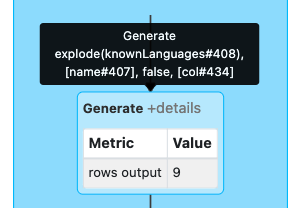 Generate
explode(knownLanguages#408),
[name#407], false, [col#434]
Generate +details
Metric Value
rows output 9